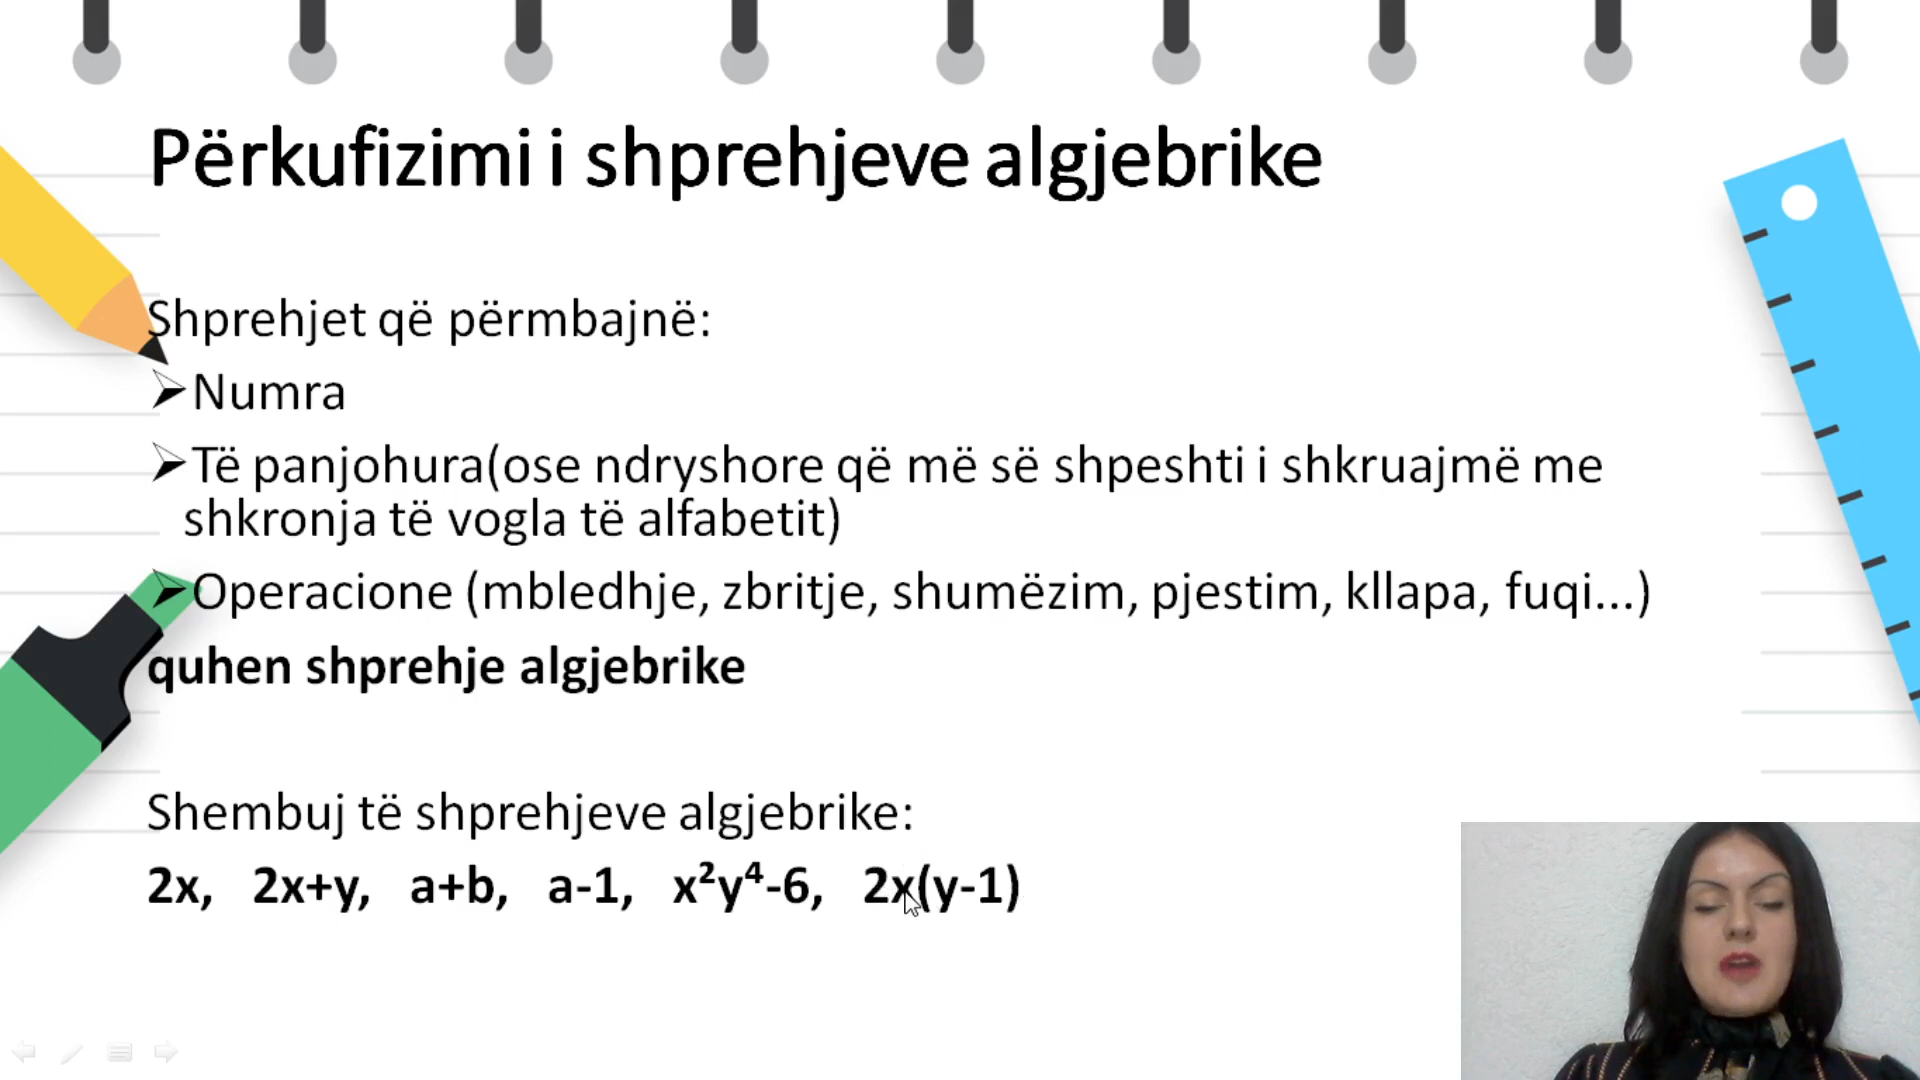 Përkufizimi i shprehjeve algjebrike
Shprehjet që përmbajnë:
➢Numra
➢Të panjohura(ose ndryshore që më së shpeshti i shkruajmë me
shkronja të vogla të alfabetit)
➢Operacione (mbledhje, zbritje, shumëzim, pjestim, kllapa, fuqi...)
quhen shprehje algjebrike
Shembuj të shprehjeve algjebrike:
2x, 2x+y, a+b, a-1, x²y⁴-6, 2x(y-1)